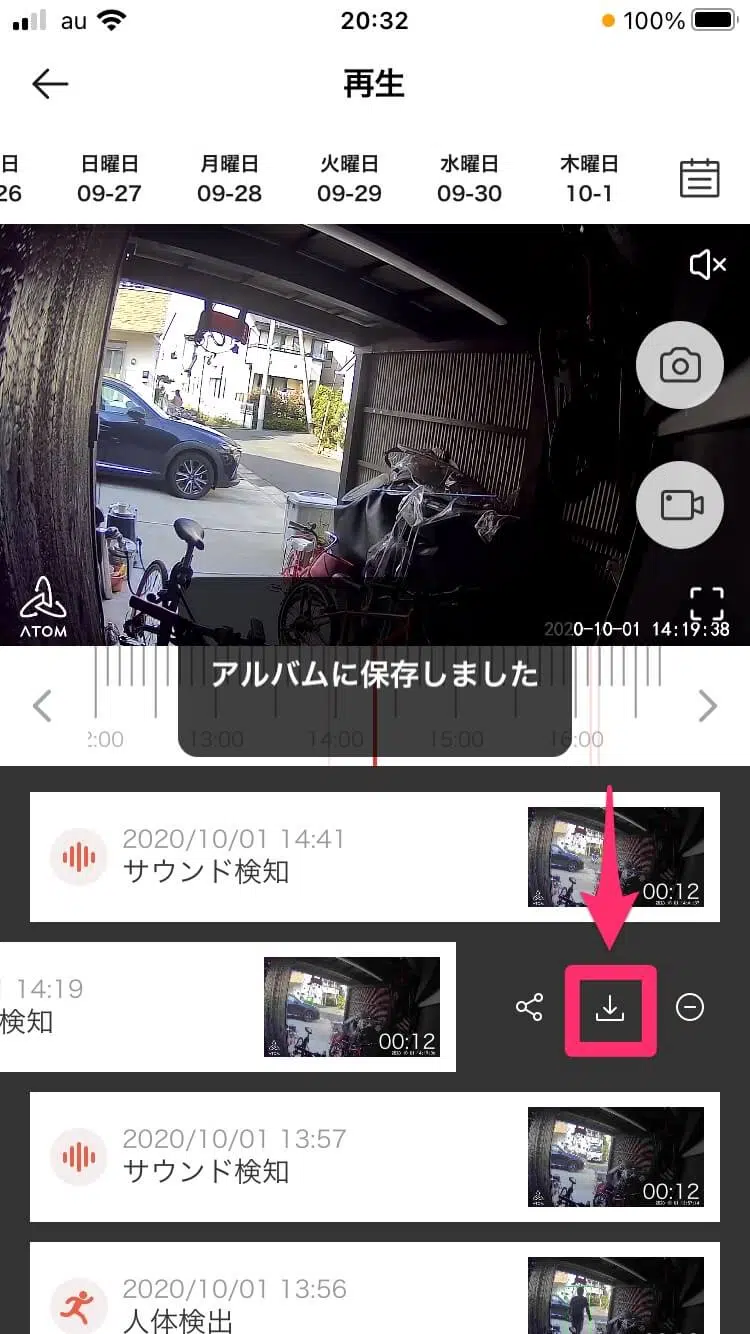 au 20:32 100%
再生
日 日曜日 月曜日 火曜日 水曜日 木曜日
26 09-27 09-28 09-29 09-30 10-1
ATOM
2020-10-01 14:19:38
アルバムに保存しました
2:00 13:00 14:00 15:00 16:00
2020/10/01 14:41
サウンド検知
00:12
14:19
検知
00:12
2020/10/01 13:57
サウンド検知
00:12
2020/10/01 13:56
人体検出